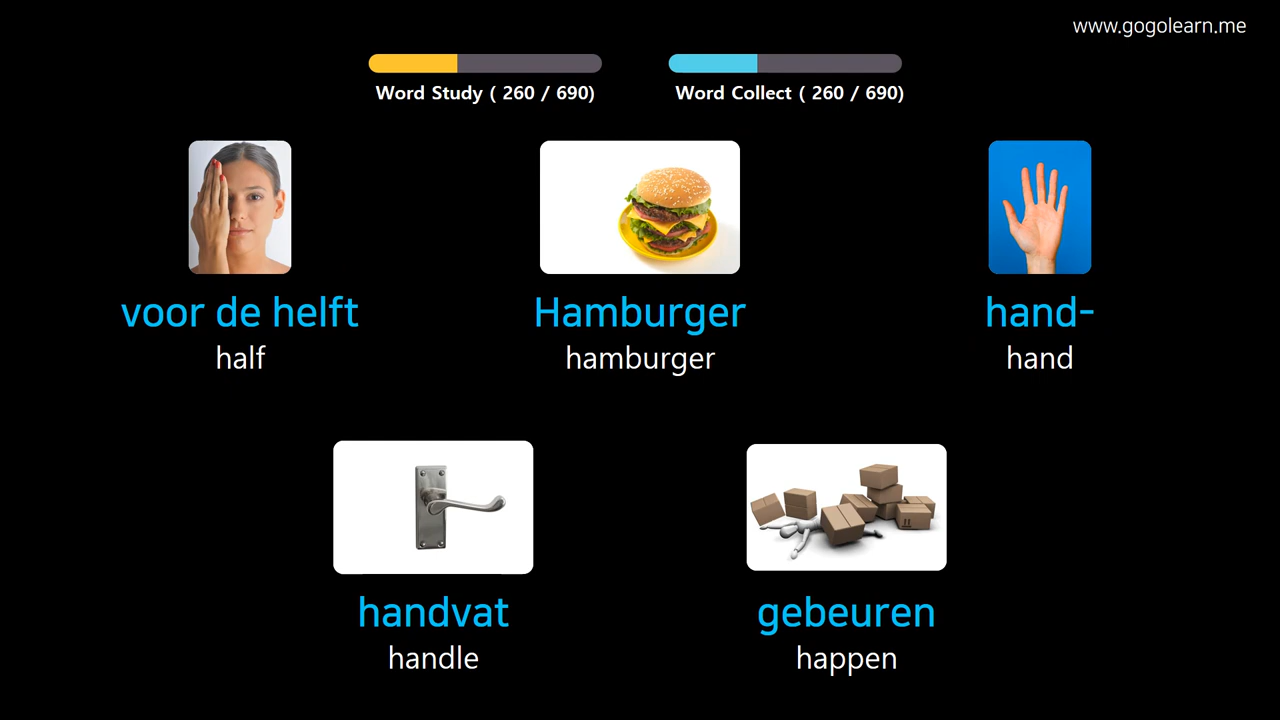 www.gogolearn.me
Word Study ( 260 / 690)
Word Collect ( 260 / 690)
voor de helft
half
Hamburger
hamburger
hand-
hand
handvat
handle
gebeuren
happen